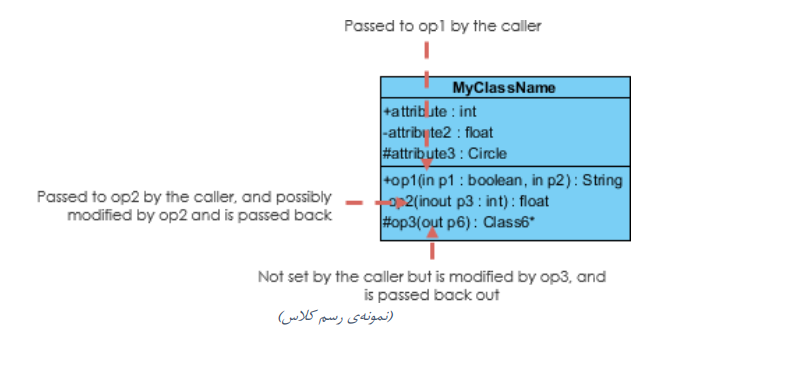 Passed to op1 by the caller
MyClassName
+attribute : int
-attribute2 : float
#attribute3 : Circle
+op1(in p1 : boolean, in p2) : String
Passed to op2 by the caller, and possibly
modified by op2 and is passed back
-op2(inout p3 : int) : float
#op3(out p6) : Class6*
Not set by the caller but is modified by op3, and
is passed back out
(نمونه‌ی رسم کلاس)